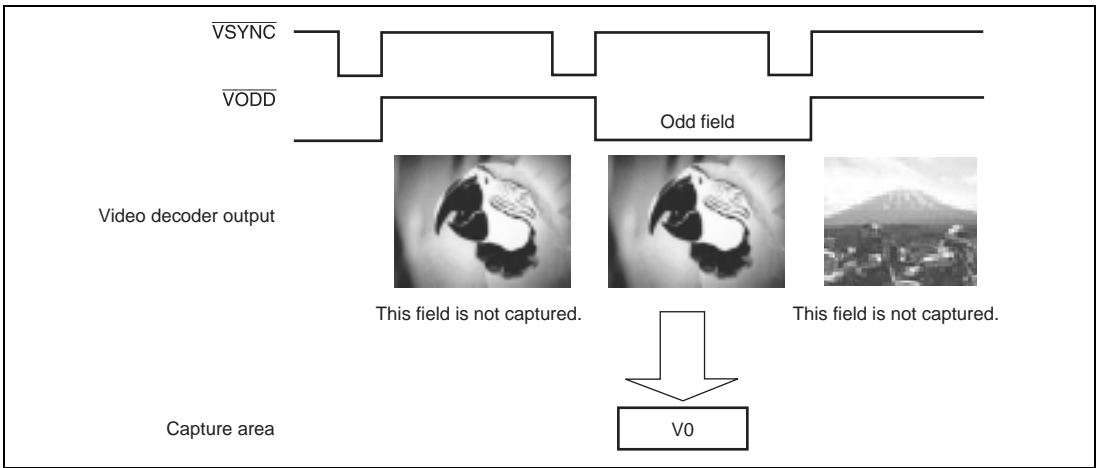 VSYNC
VODD
Odd field
Video decoder output
This field is not captured.
This field is not captured.
Capture area
V0